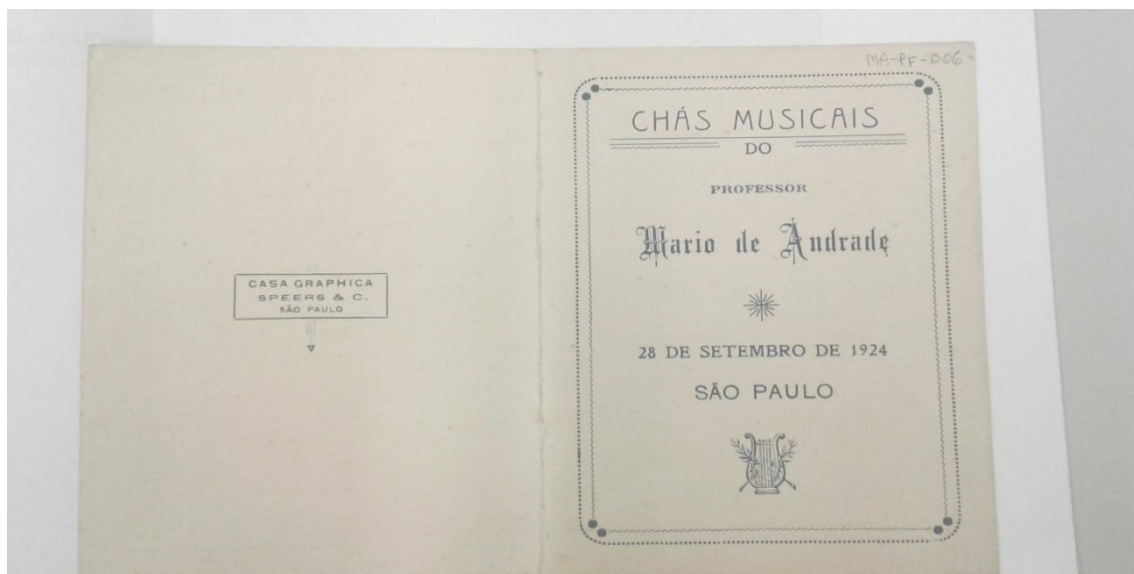 CASA GRAPHICA
SPEERS & C.
SÃO PAULO
MA-PF-006
CHÁS MUSICAIS
DO
PROFESSOR
Mario de Andrade
28 DE SETEMBRO DE 1924
SÃO PAULO